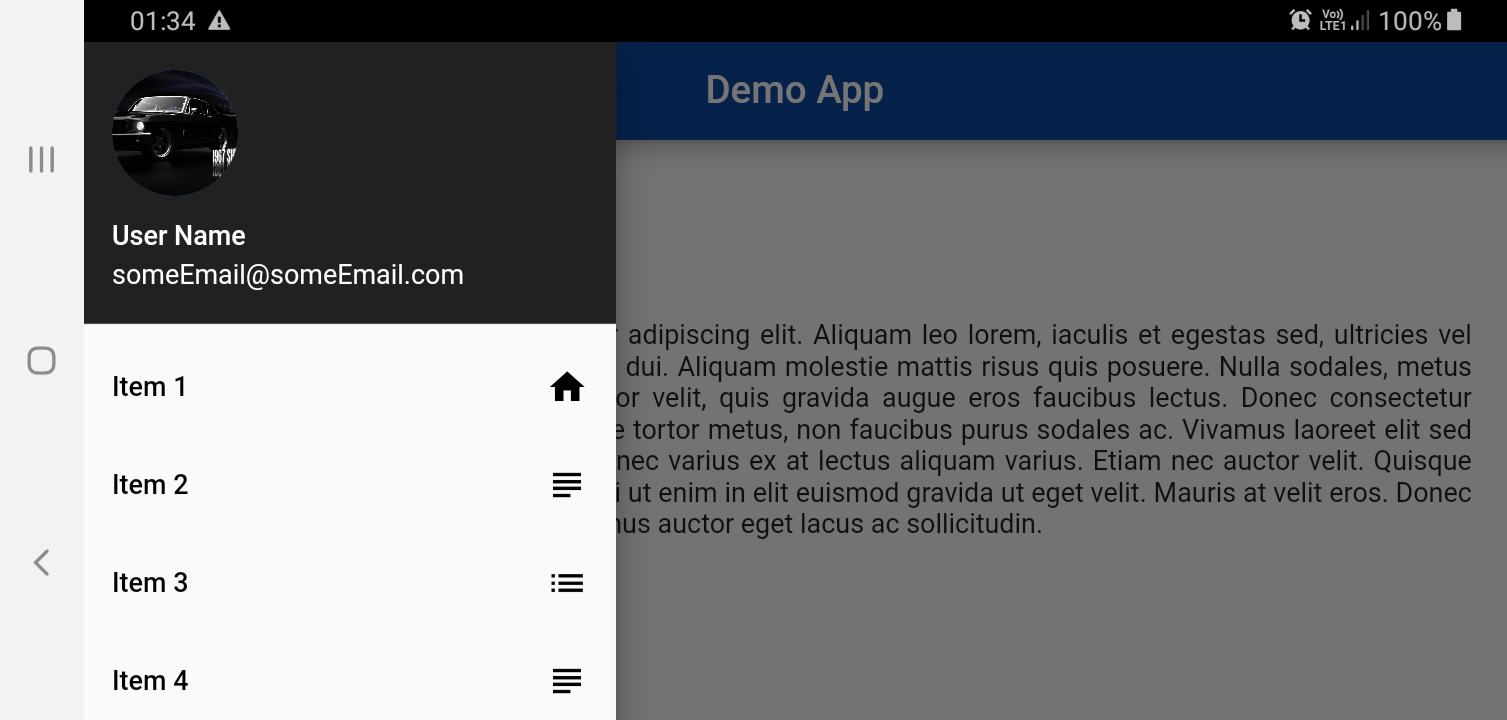 01:34
Vo))
LTE1
100%
Demo App
1967 SH
User Name
someEmail@someEmail.com
Item 1
Item 2
Item 3
Item 4
adipiscing elit. Aliquam leo lorem, iaculis et egestas sed, ultricies vel
dui. Aliquam molestie mattis risus quis posuere. Nulla sodales, metus
or velit, quis gravida augue eros faucibus lectus. Donec consectetur
e tortor metus, non faucibus purus sodales ac. Vivamus laoreet elit sed
nec varius ex at lectus aliquam varius. Etiam nec auctor velit. Quisque
i ut enim in elit euismod gravida ut eget velit. Mauris at velit eros. Donec
us auctor eget lacus ac sollicitudin.